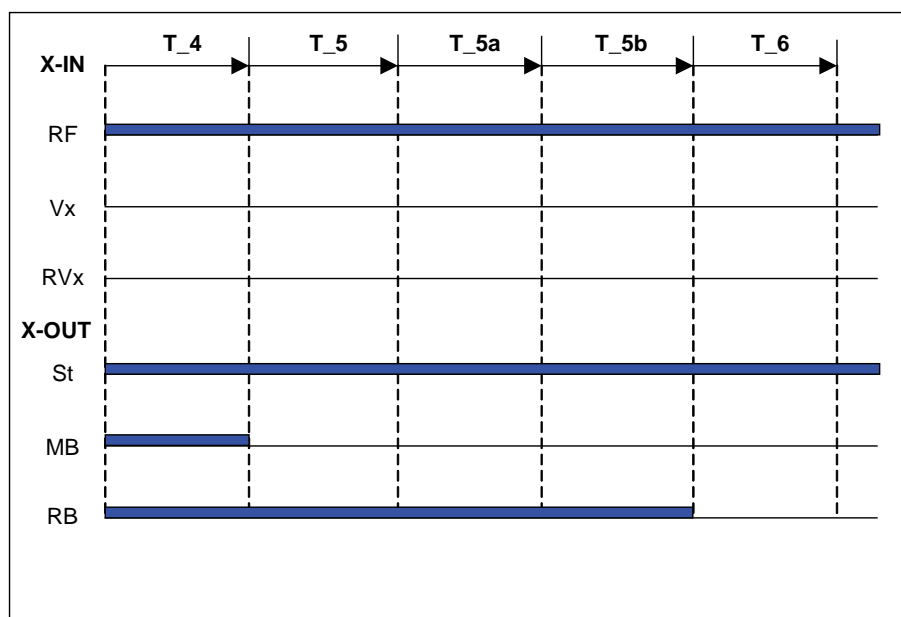 T_4 T_5 T_5a T_5b T_6
X-IN
RF
Vx
RVx
X-OUT
St
MB
RB